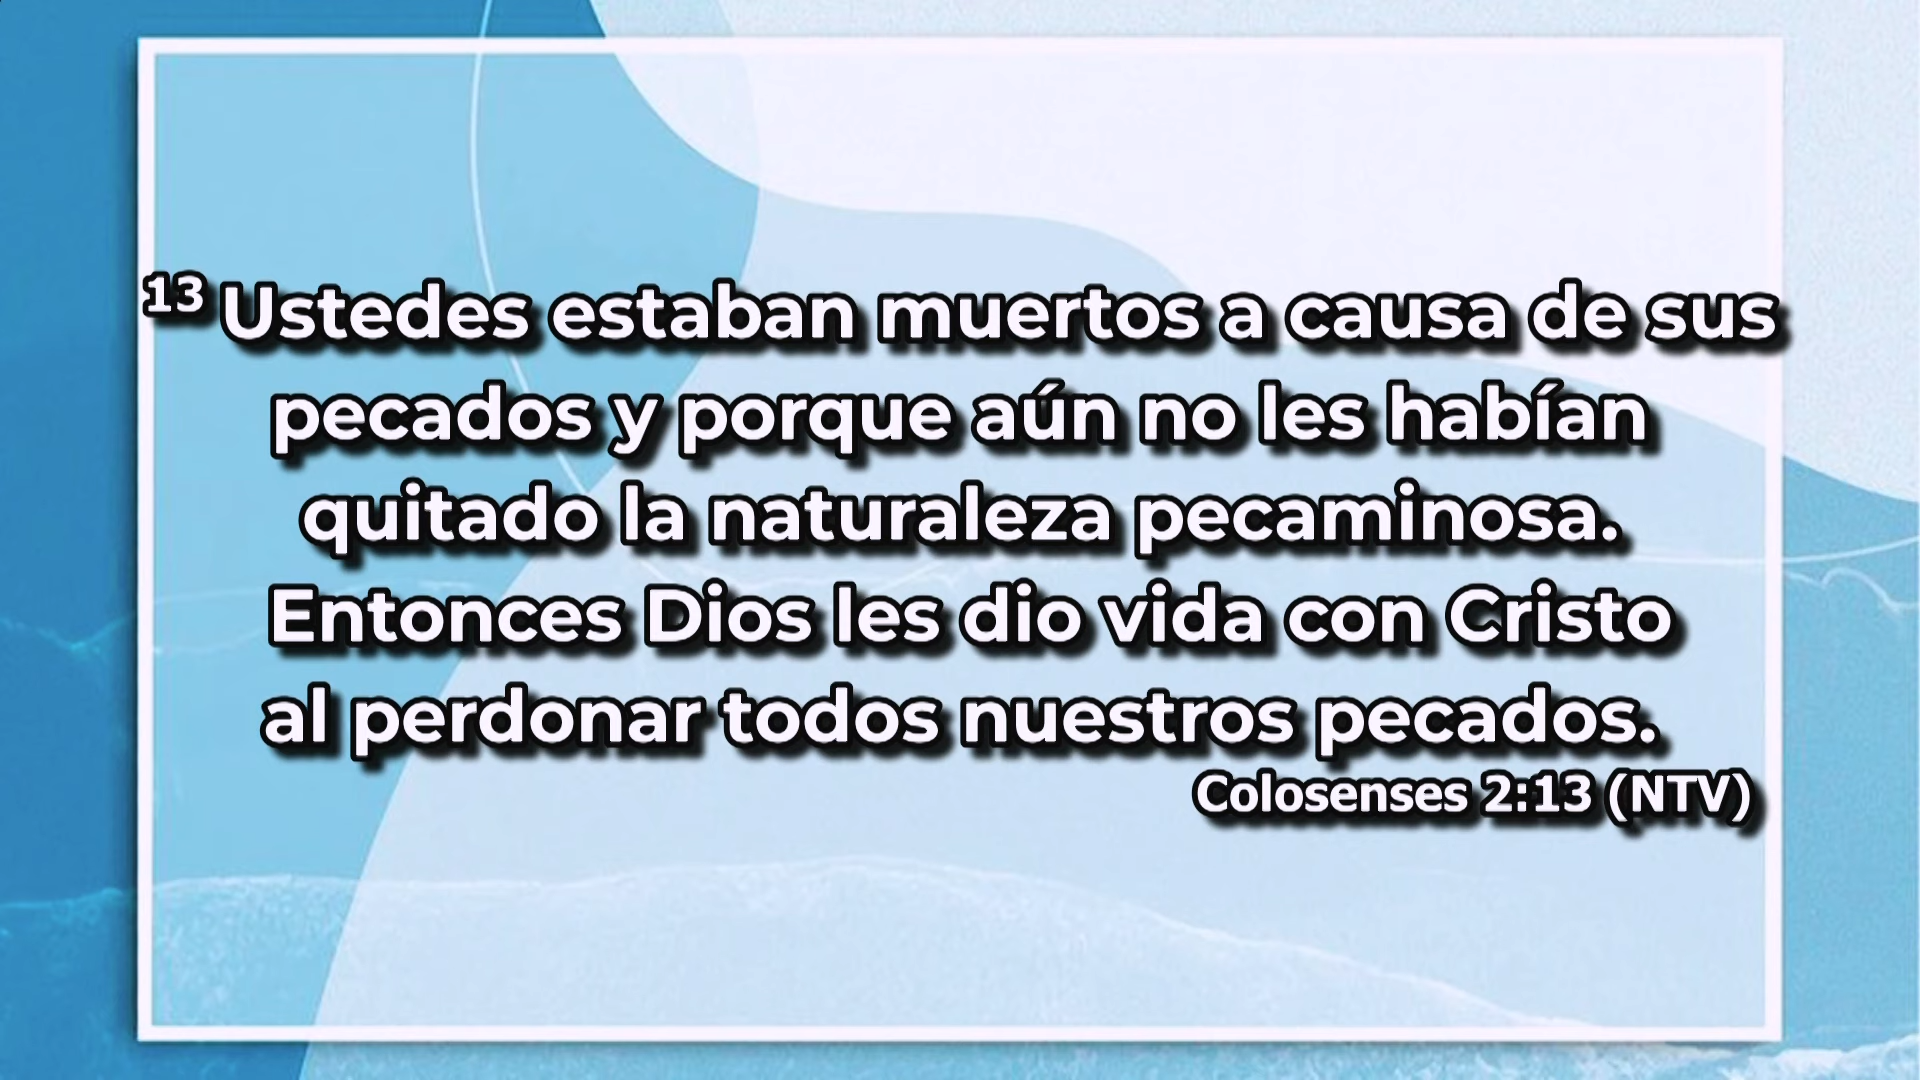 13 Ustedes estaban muertos a causa de sus
pecados y porque aún no les habían
quitado la naturaleza pecaminosa.
Entonces Dios les dio vida con Cristo
al perdonar todos nuestros pecados.
Colosenses 2:13 (NTV)